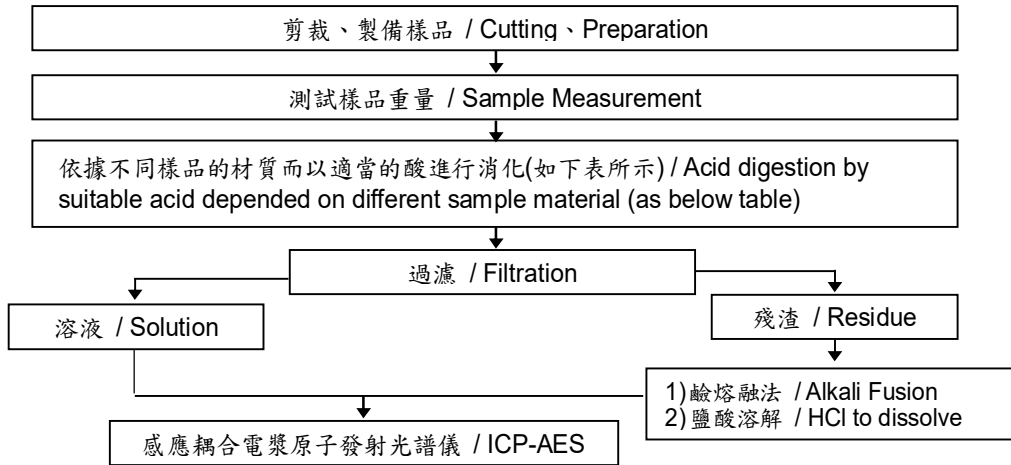 剪裁、製備樣品 / Cutting、Preparation
測試樣品重量 / Sample Measurement
依據不同樣品的材質而以適當的酸進行消化(如下表所示) / Acid digestion by
suitable acid depended on different sample material (as below table)
過濾 / Filtration
溶液 / Solution
殘渣 / Residue
1)鹼熔融法 / Alkali Fusion
2)鹽酸溶解 / HCl to dissolve
感應耦合電漿原子發射光譜儀 / ICP-AES